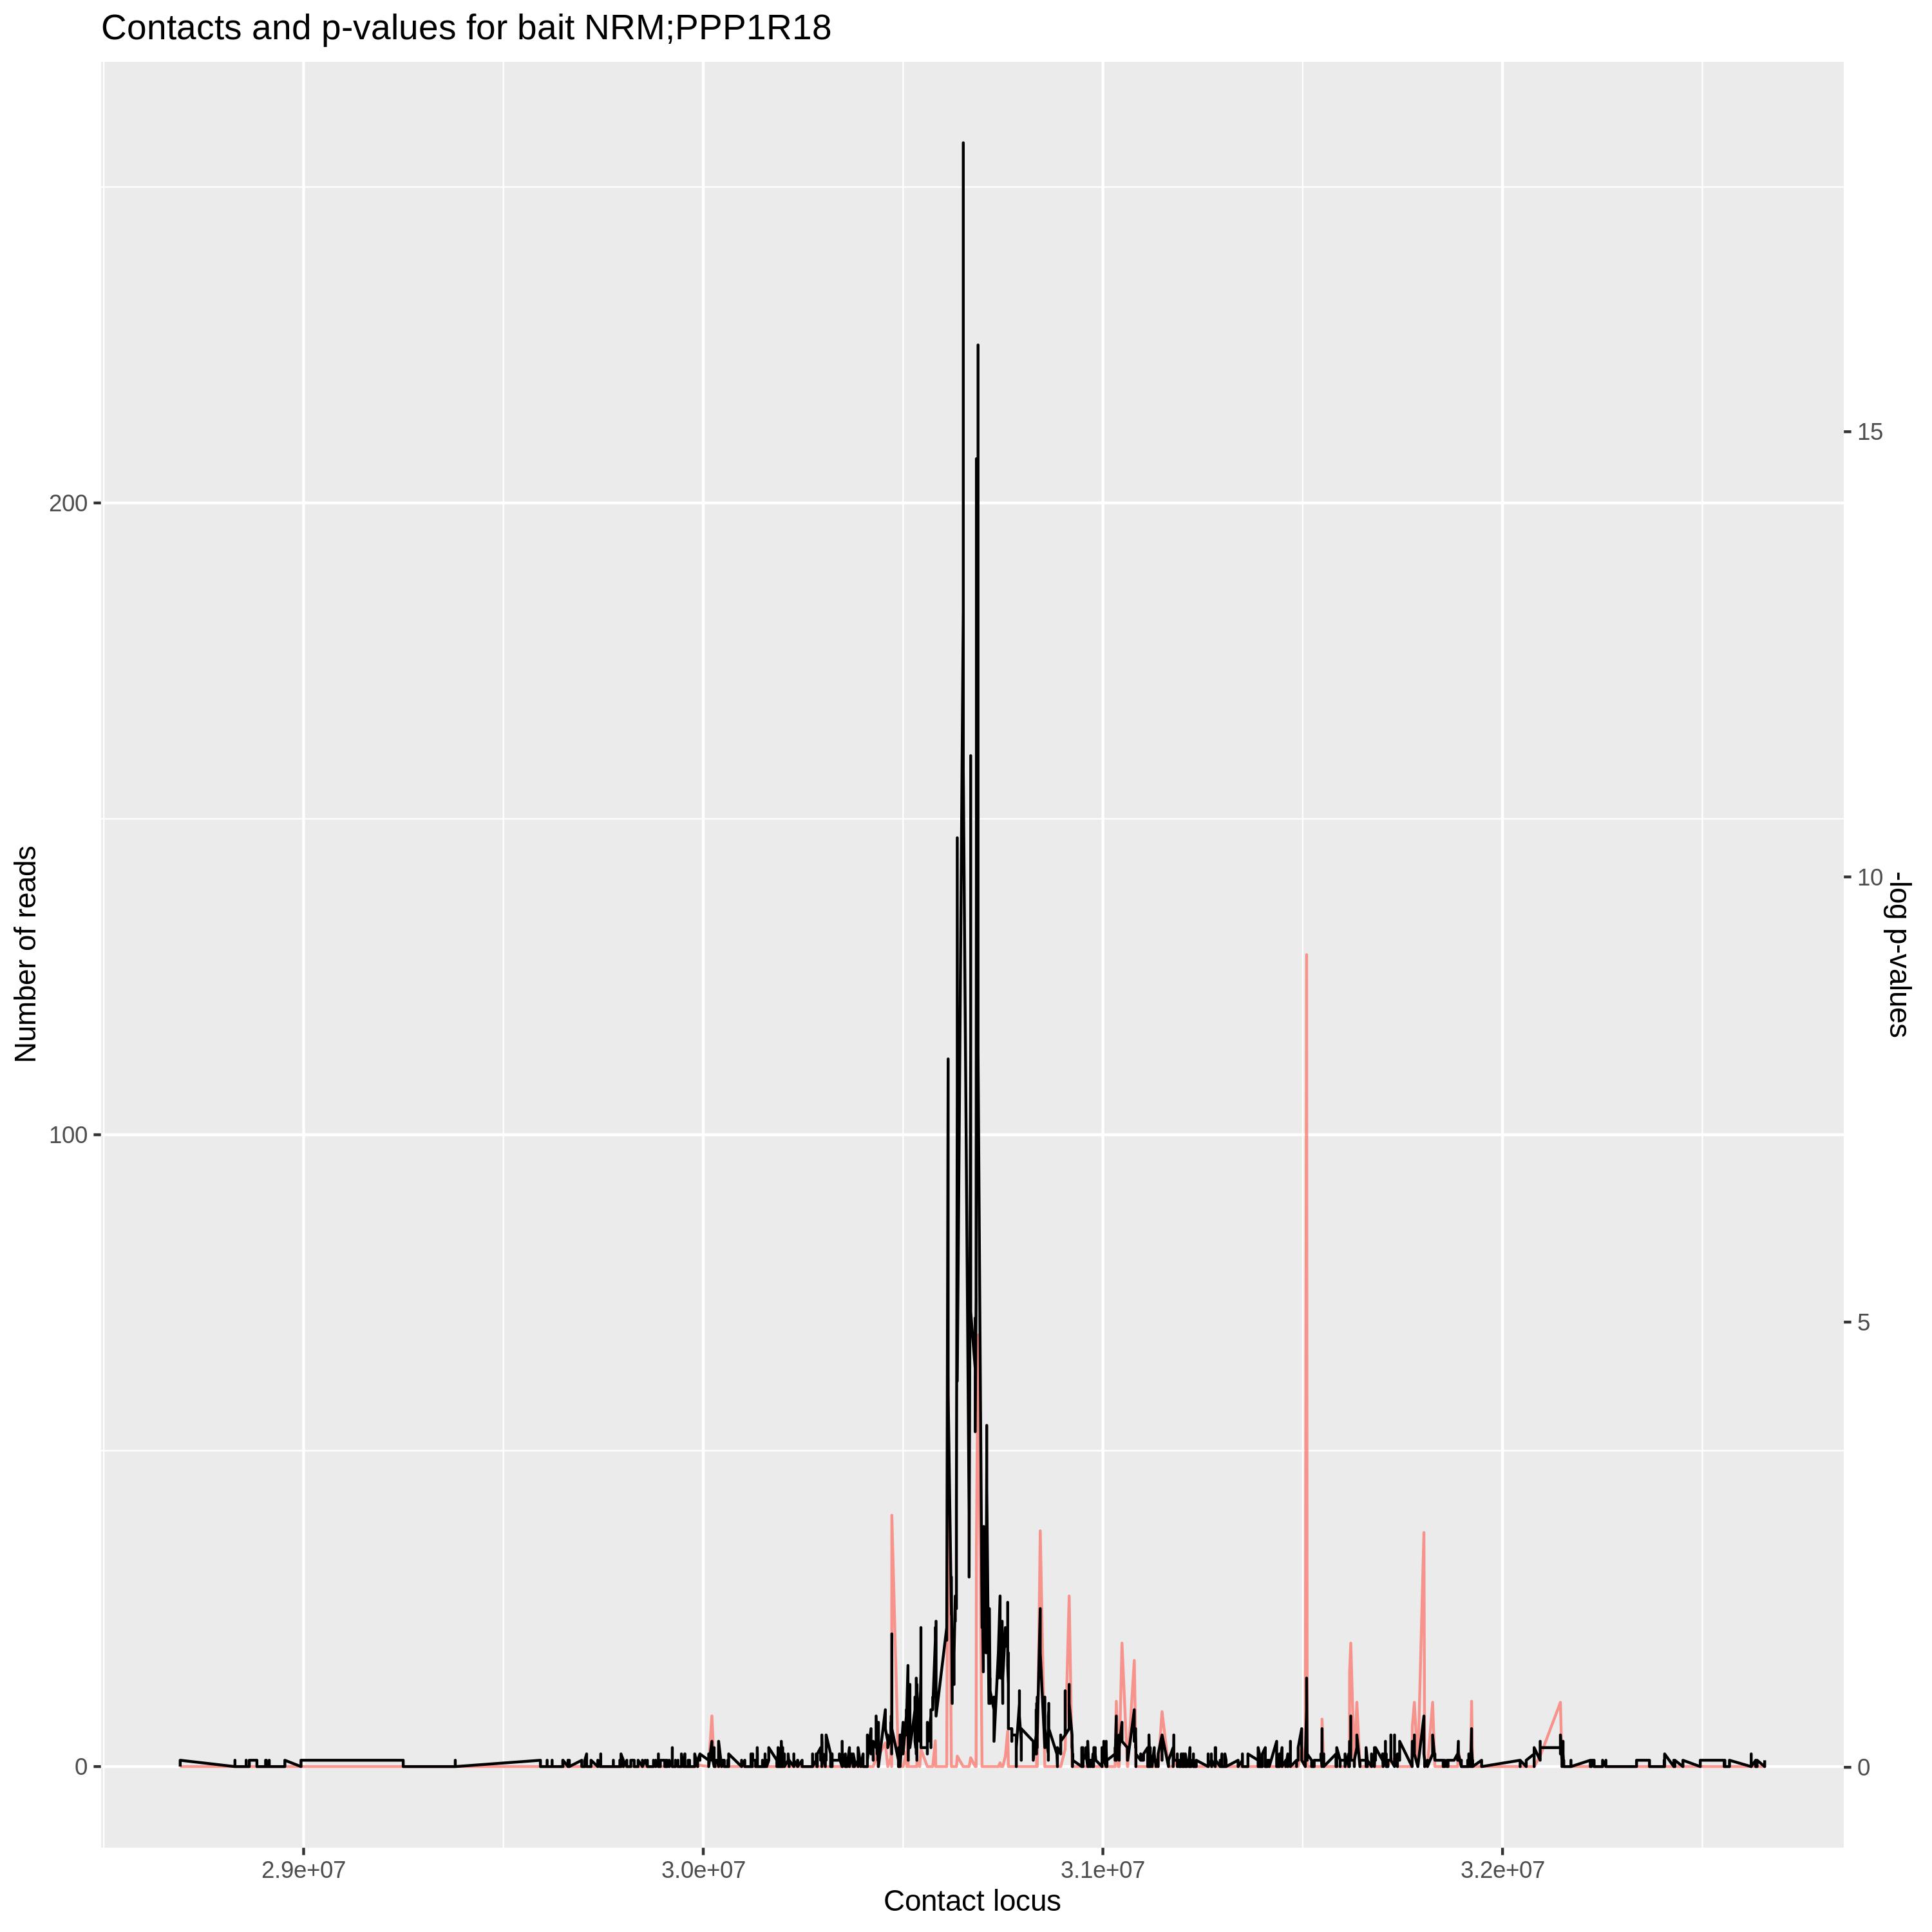 Contacts and p-values for bait NRM;PPP1R18
Number of reads
200
100
0
15
10
5
0
-log p-values
2.9e+07
3.0e+07
3.1e+07
3.2e+07
Contact locus